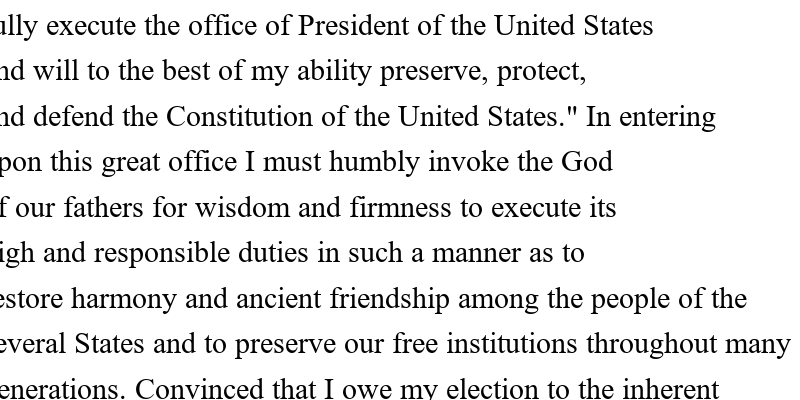 ully execute the office of President of the United States
nd will to the best of my ability preserve, protect,
nd defend the Constitution of the United States." In entering
pon this great office I must humbly invoke the God
f our fathers for wisdom and firmness to execute its
igh and responsible duties in such a manner as to
estore harmony and ancient friendship among the people of the
everal States and to preserve our free institutions throughout many
enerations. Convinced that I owe my election to the inherent